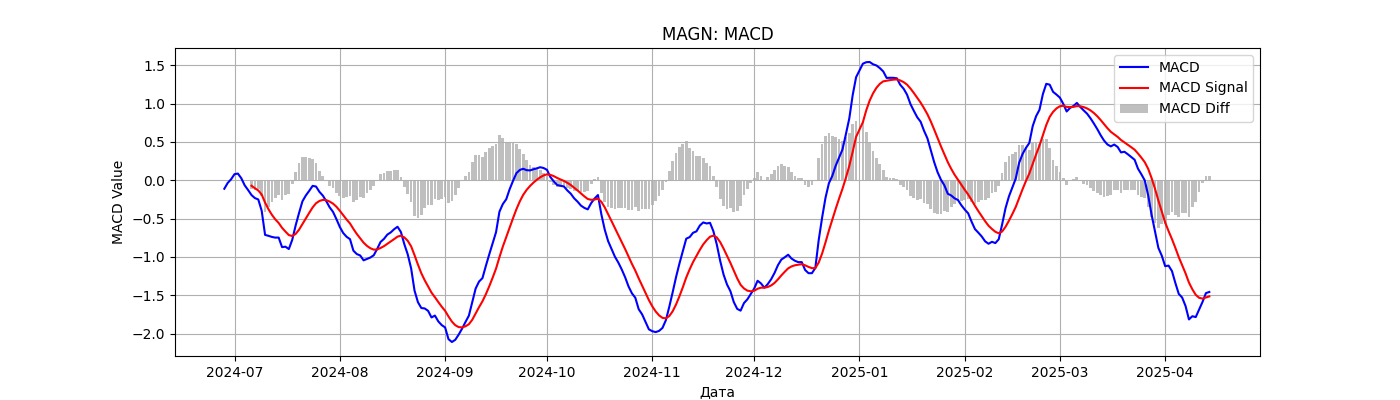 MAGN: MACD
MACD Value
1.5
1.0
0.5
0.0
−0.5
−1.0
−1.5
−2.0
MACD
MACD Signal
MACD Diff
2024-07 2024-08 2024-09 2024-10 2024-11 2024-12 2025-01 2025-02 2025-03 2025-04
Дата